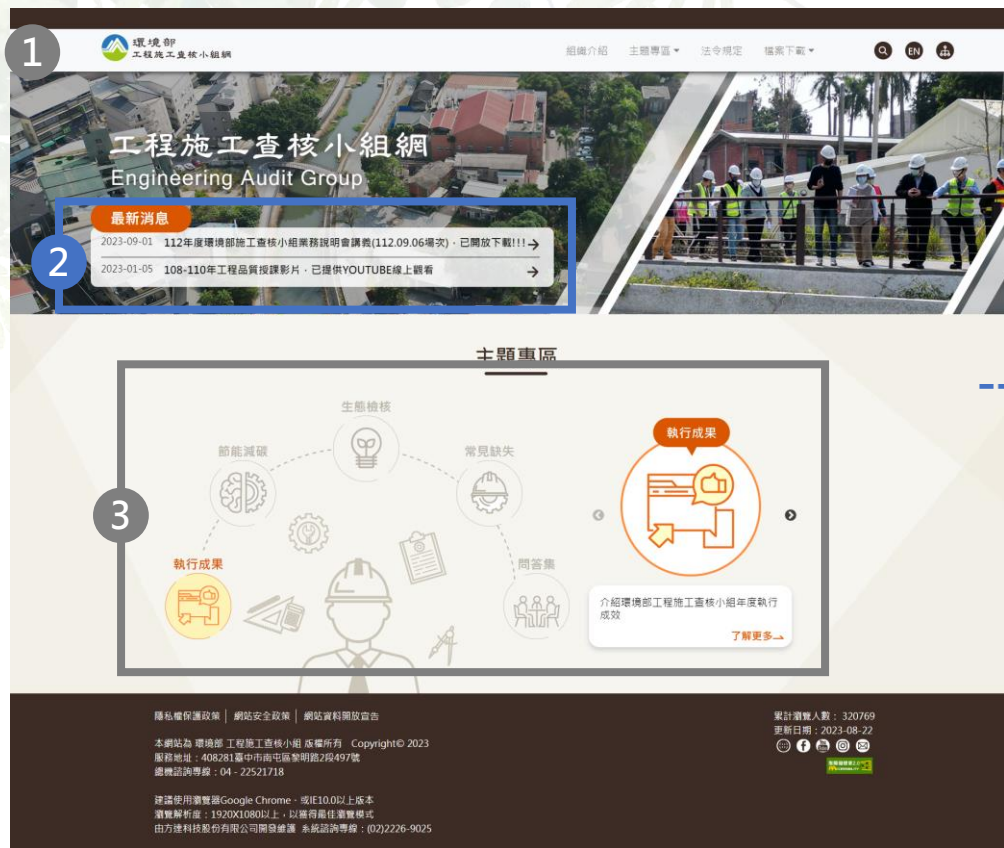 1
環境部
工程施工查核小組網
組織介紹 主題專區 法令規定 檔案下載
EN
工程施工查核小組網
Engineering Audit Group
最新消息
2
2023-09-01 112年度環境部施工查核小組業務說明會講義(112.09.06場次),已開放下載!!!
2023-01-05 108-110年工程品質授課影片,已提供YOUTUBE線上觀看
主題專區
3
生態檢核
節能減碳
常見缺失
執行成果
問答集
執行成果
介紹環境部工程施工查核小組年度執行
成效
了解更多
隱私權保護政策 | 網站安全政策 | 網站資料開放宣告
本網站為 環境部 工程施工查核小組 版權所有 Copyright© 2023
服務地址:408281臺中市南屯區黎明路2段497號
總機諮詢專線:04 - 22521718
建議使用瀏覽器Google Chrome,或IE10.0以上版本
瀏覽解析度:1920X1080以上,以獲得最佳瀏覽模式
由方達科技股份有限公司開發維護 系統諮詢專線:(02)2226-9025
累計瀏覽人數: 320769
更新日期:2023-08-22